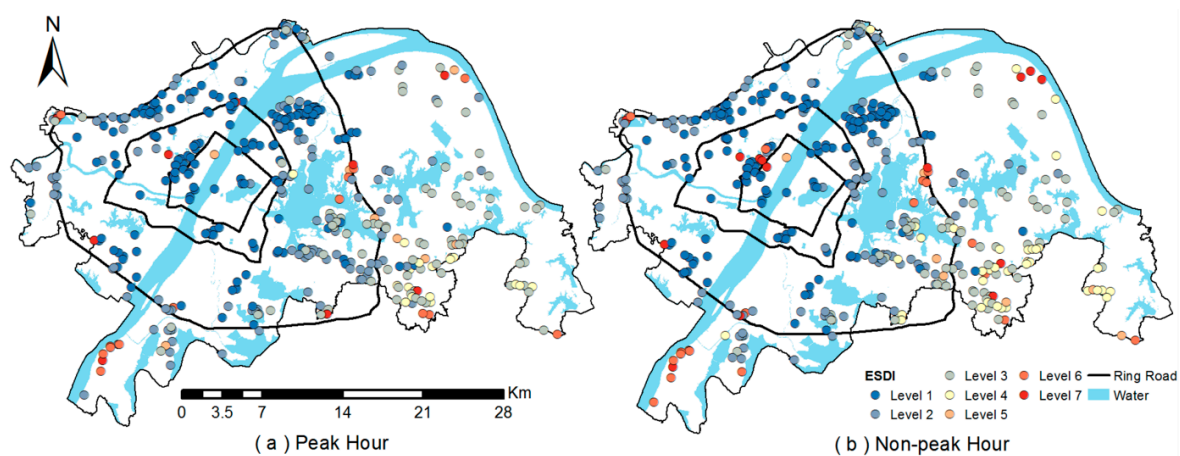 N
Km
0 3.5 7 14 21 28
( a ) Peak Hour
ESDI
Level 1
Level 2
Level 3
Level 4
Level 5
Level 6
Level 7
Ring Road
Water
( b ) Non-peak Hour